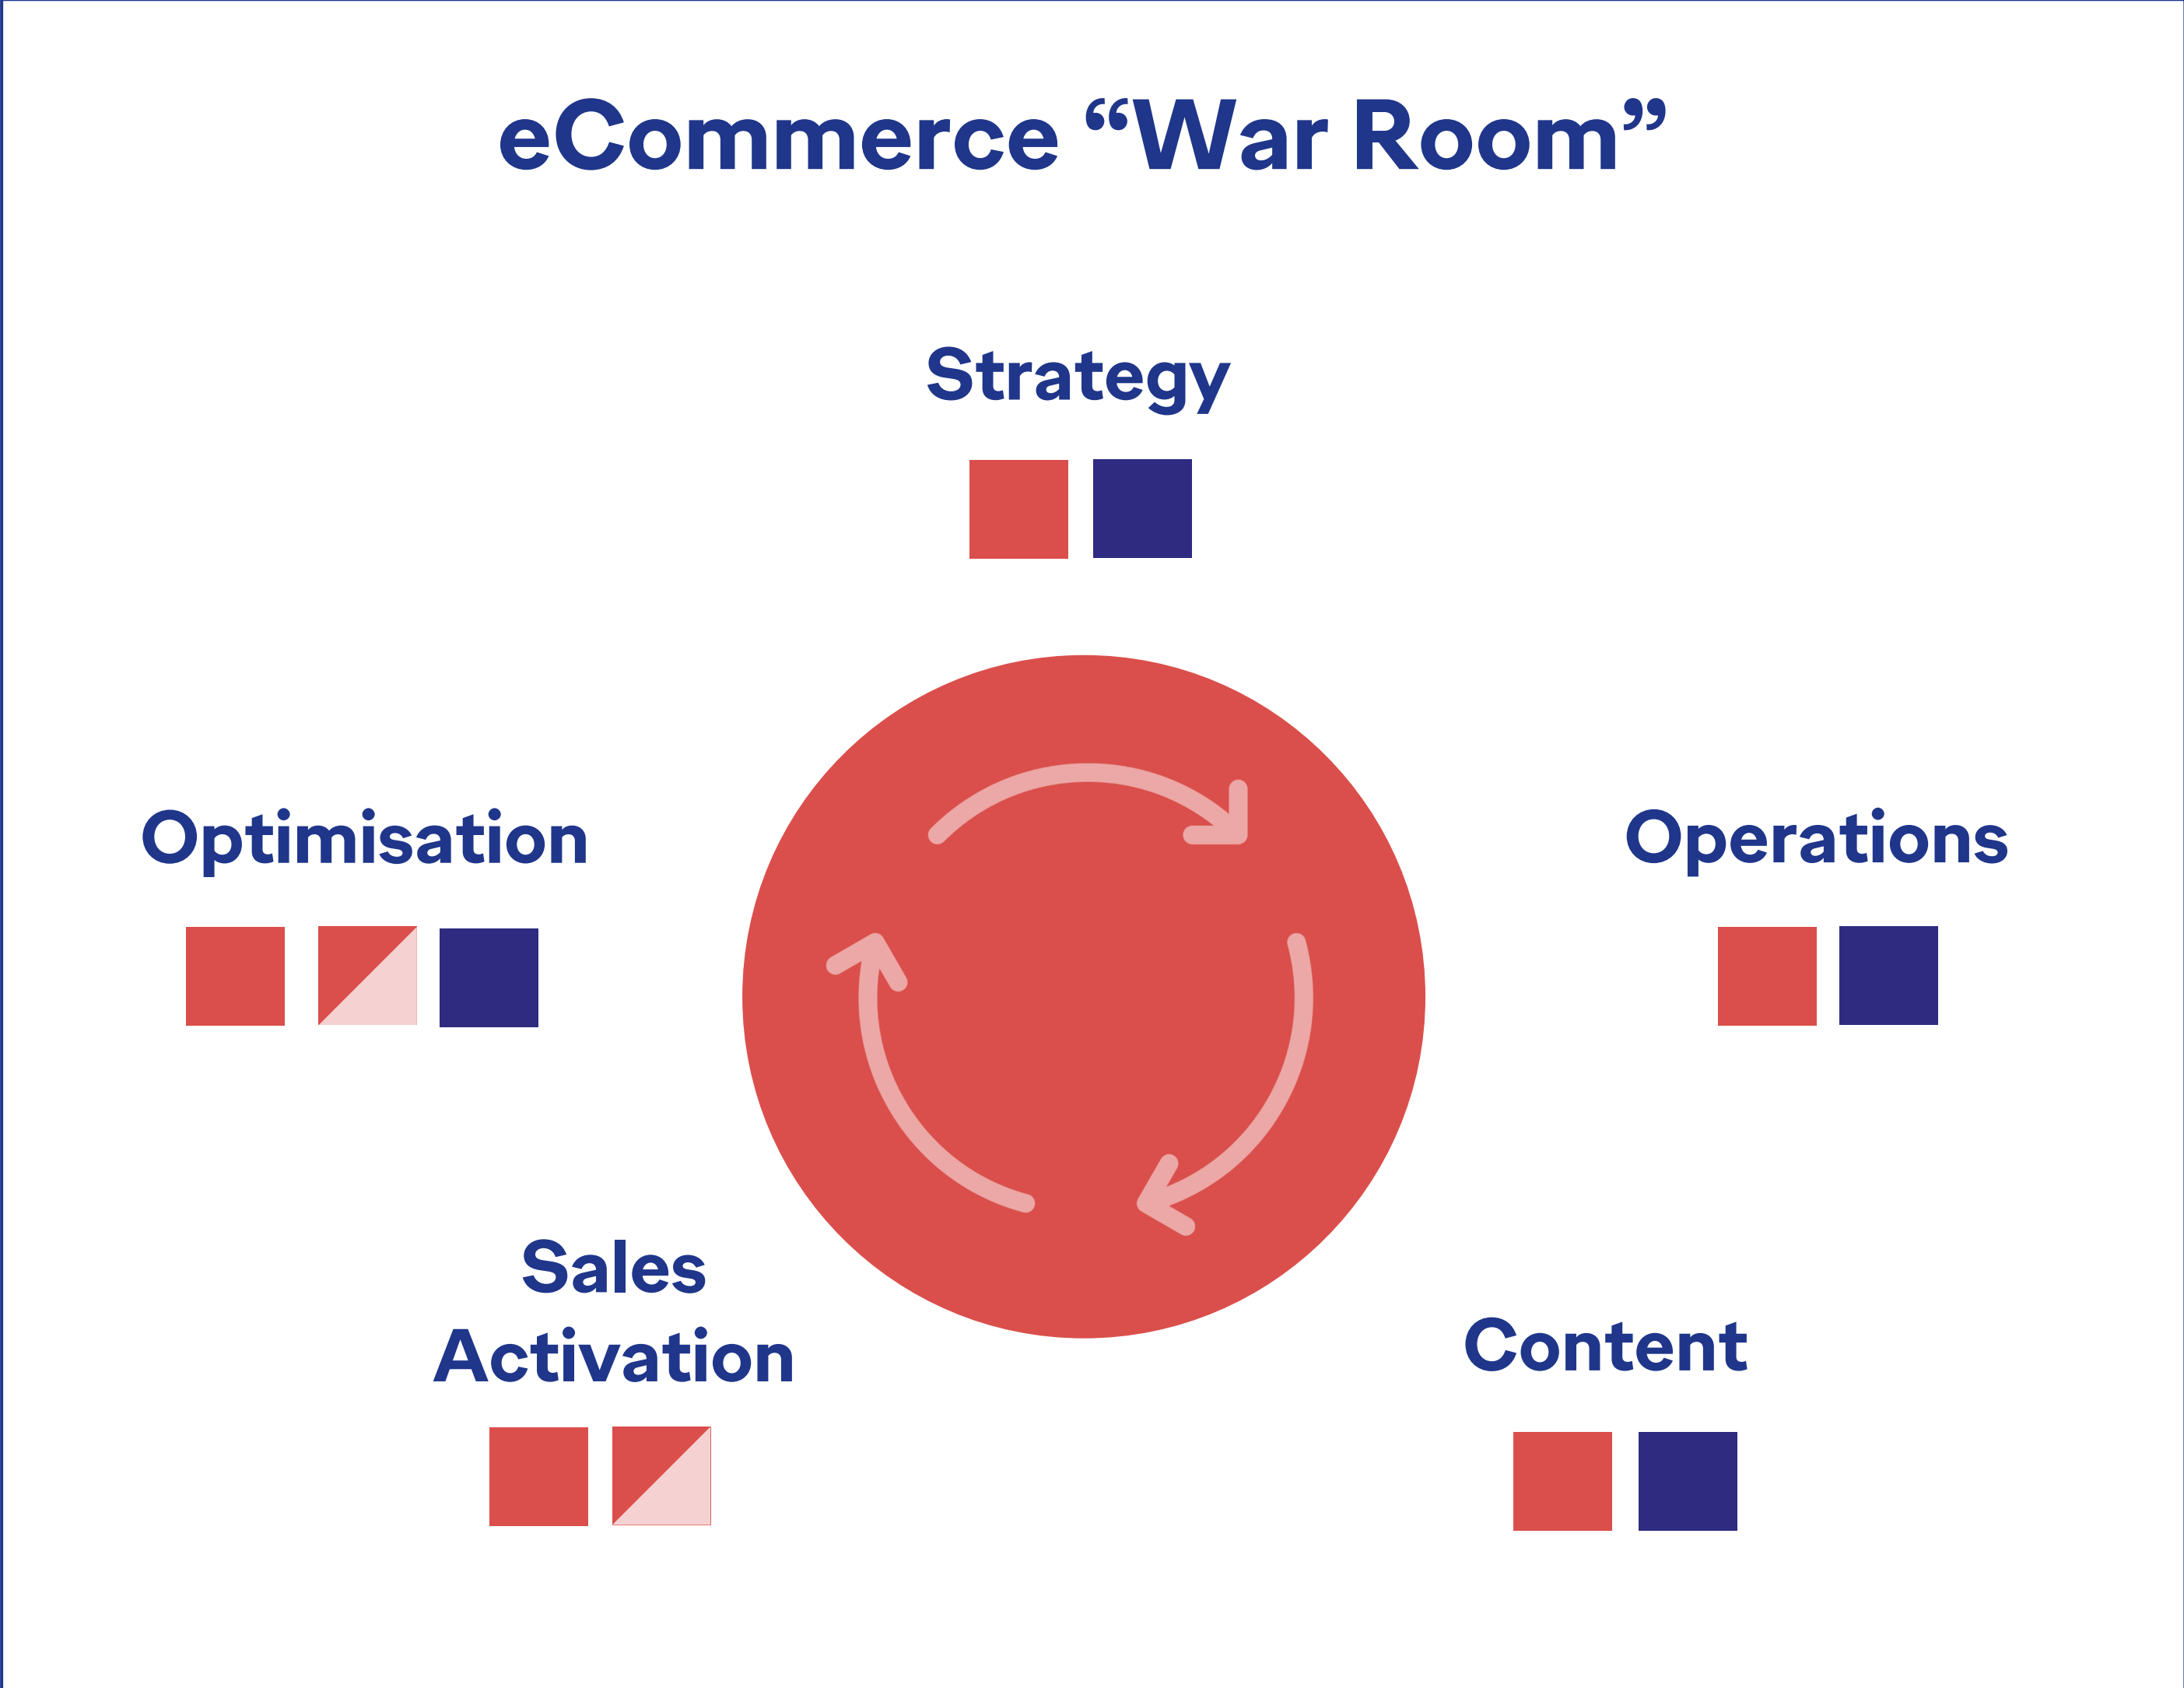 eCommerce “War Room”
Strategy
Optimisation
Operations
Sales
Activation
Content